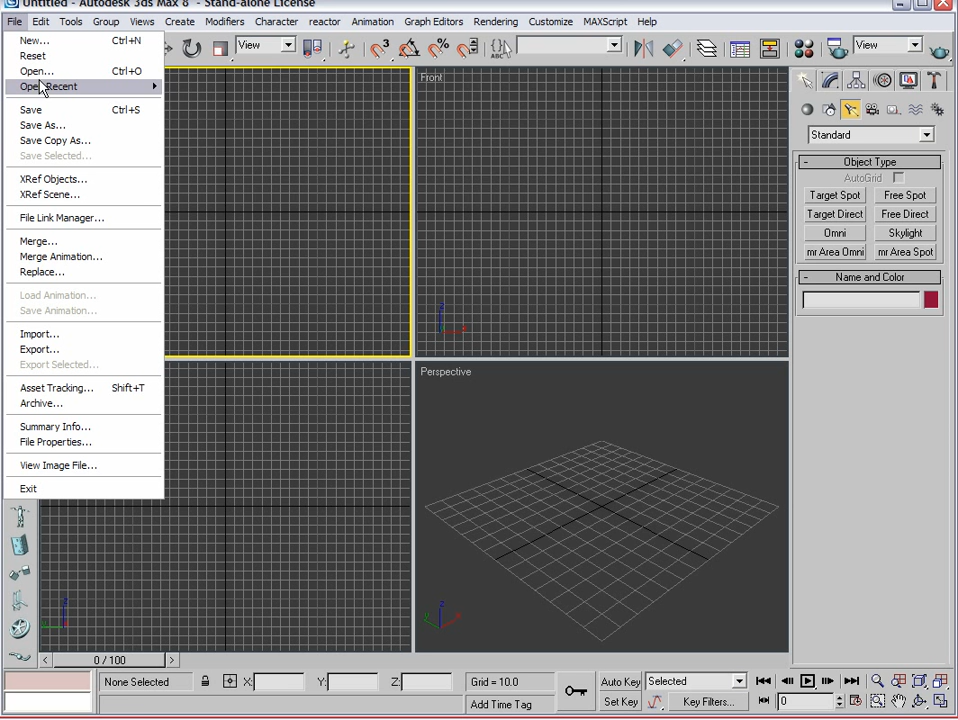 Untitled - Autodesk 3ds Max 8 - Stand-alone License
File Edit Tools Group Views Create Modifiers Character reactor Animation Graph Editors Rendering Customize MAXScript Help
View
ABC
View
New... Ctrl+N
Reset
Open... Ctrl+O
Open Recent
Save Ctrl+S
Save As...
Save Copy As...
Save Selected...
XRef Objects...
XRef Scene...
File Link Manager...
Merge...
Merge Animation...
Replace...
Load Animation...
Save Animation...
Import...
Export...
Export Selected...
Asset Tracking... Shift+T
Archive...
Summary Info...
File Properties...
View Image File...
Exit
Front
Perspective
Standard
- Object Type
AutoGrid
Target Spot Free Spot
Target Direct Free Direct
Omni Skylight
mr Area Omni mr Area Spot
- Name and Color
< 0 / 100 >
None Selected X: Y: Z: Grid = 10.0 Auto Key Selected
Add Time Tag Set Key Key Filters... 0